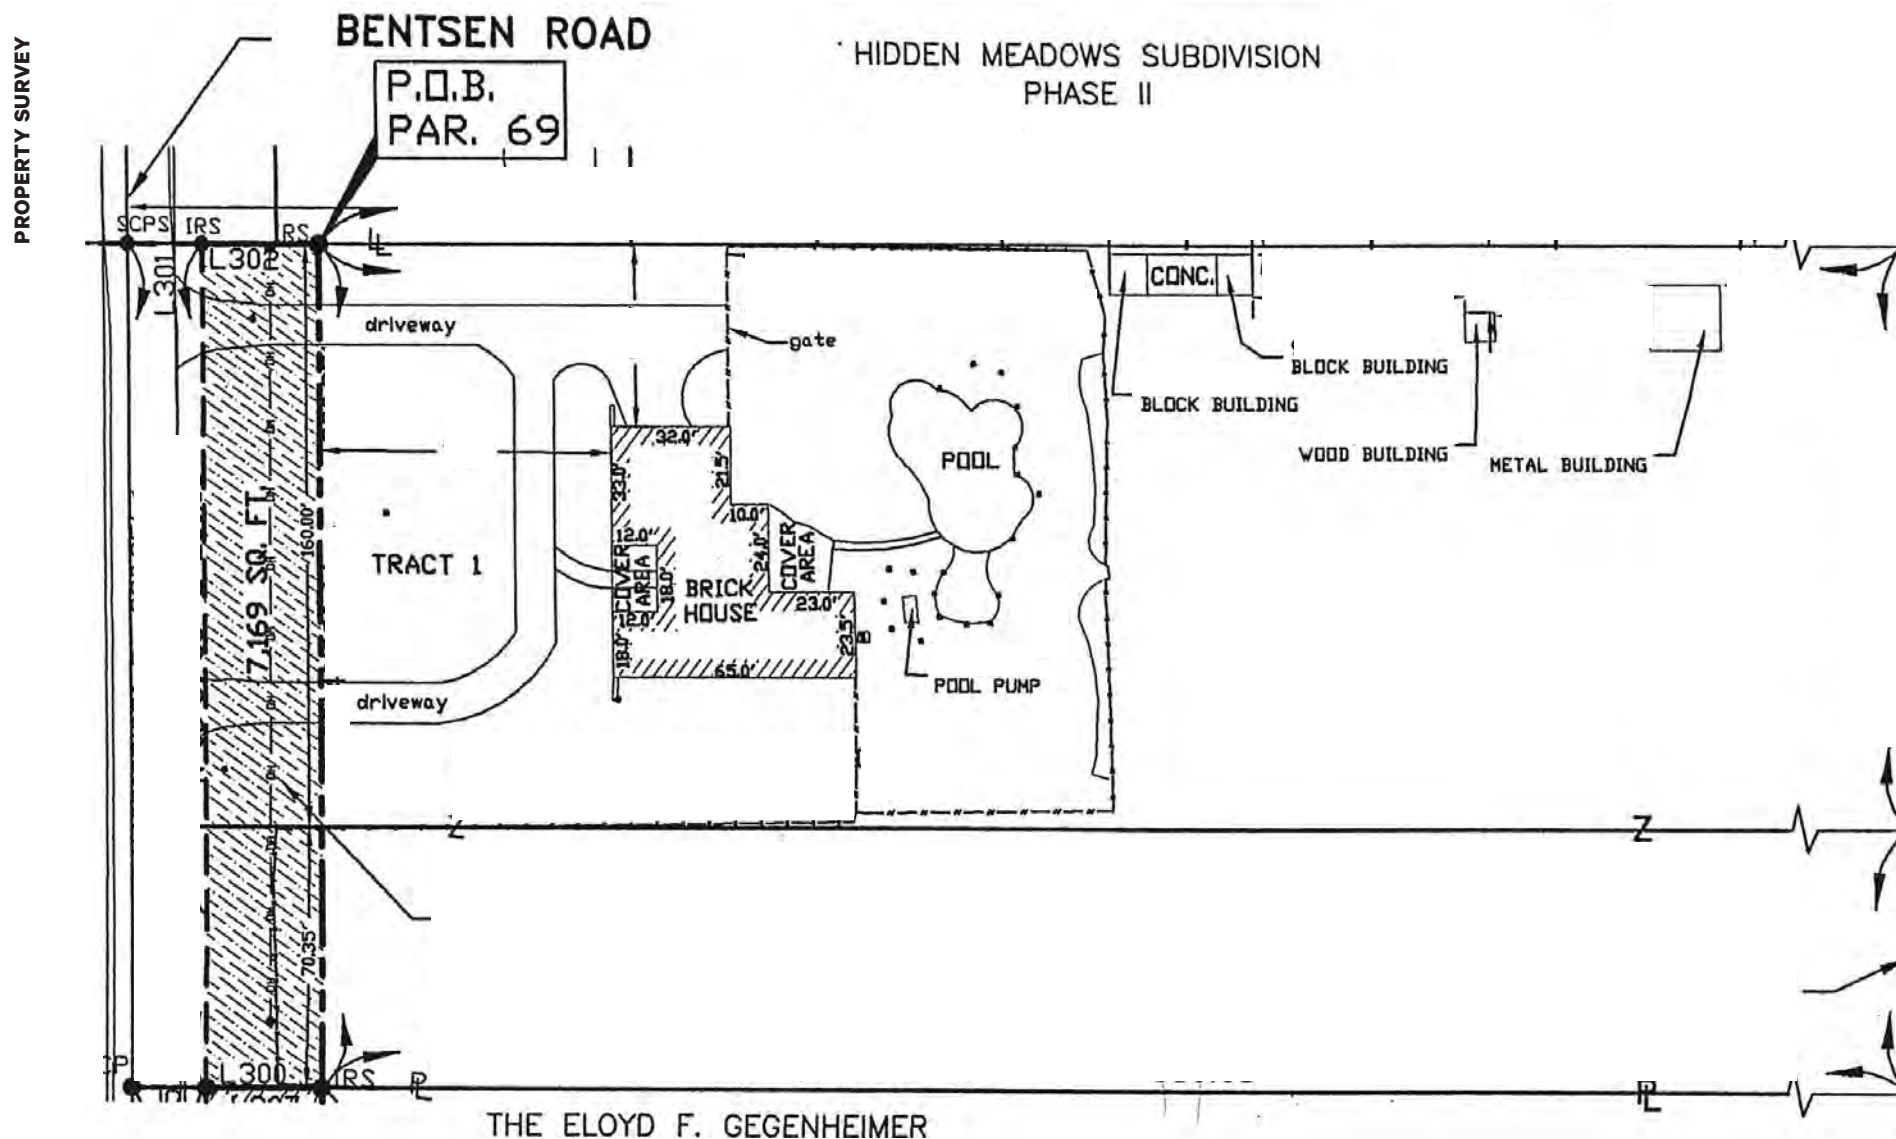 PROPERTY SURVEY
BENTSEN ROAD
P.O.B.
PAR. 69
HIDDEN MEADOWS SUBDIVISION
PHASE II
SCPS
IRS
IRS
L301
L302
driveway
gate
CONC.
BLOCK BUILDING
BLOCK BUILDING
WOOD BUILDING
METAL BUILDING
32.0'
33.0'
21.5'
10.0'
POOL
7,169 SQ. FT.
160.00'
TRACT 1
12.0'
COVER
AREA
18.0'
24.0'
COVER
AREA
BRICK
HOUSE
12.0'
23.0'
18.0'
23.5'
65.0'
POOL PUMP
driveway
70.35'
L300
IRS
THE ELOYD F. GEGENHEIMER